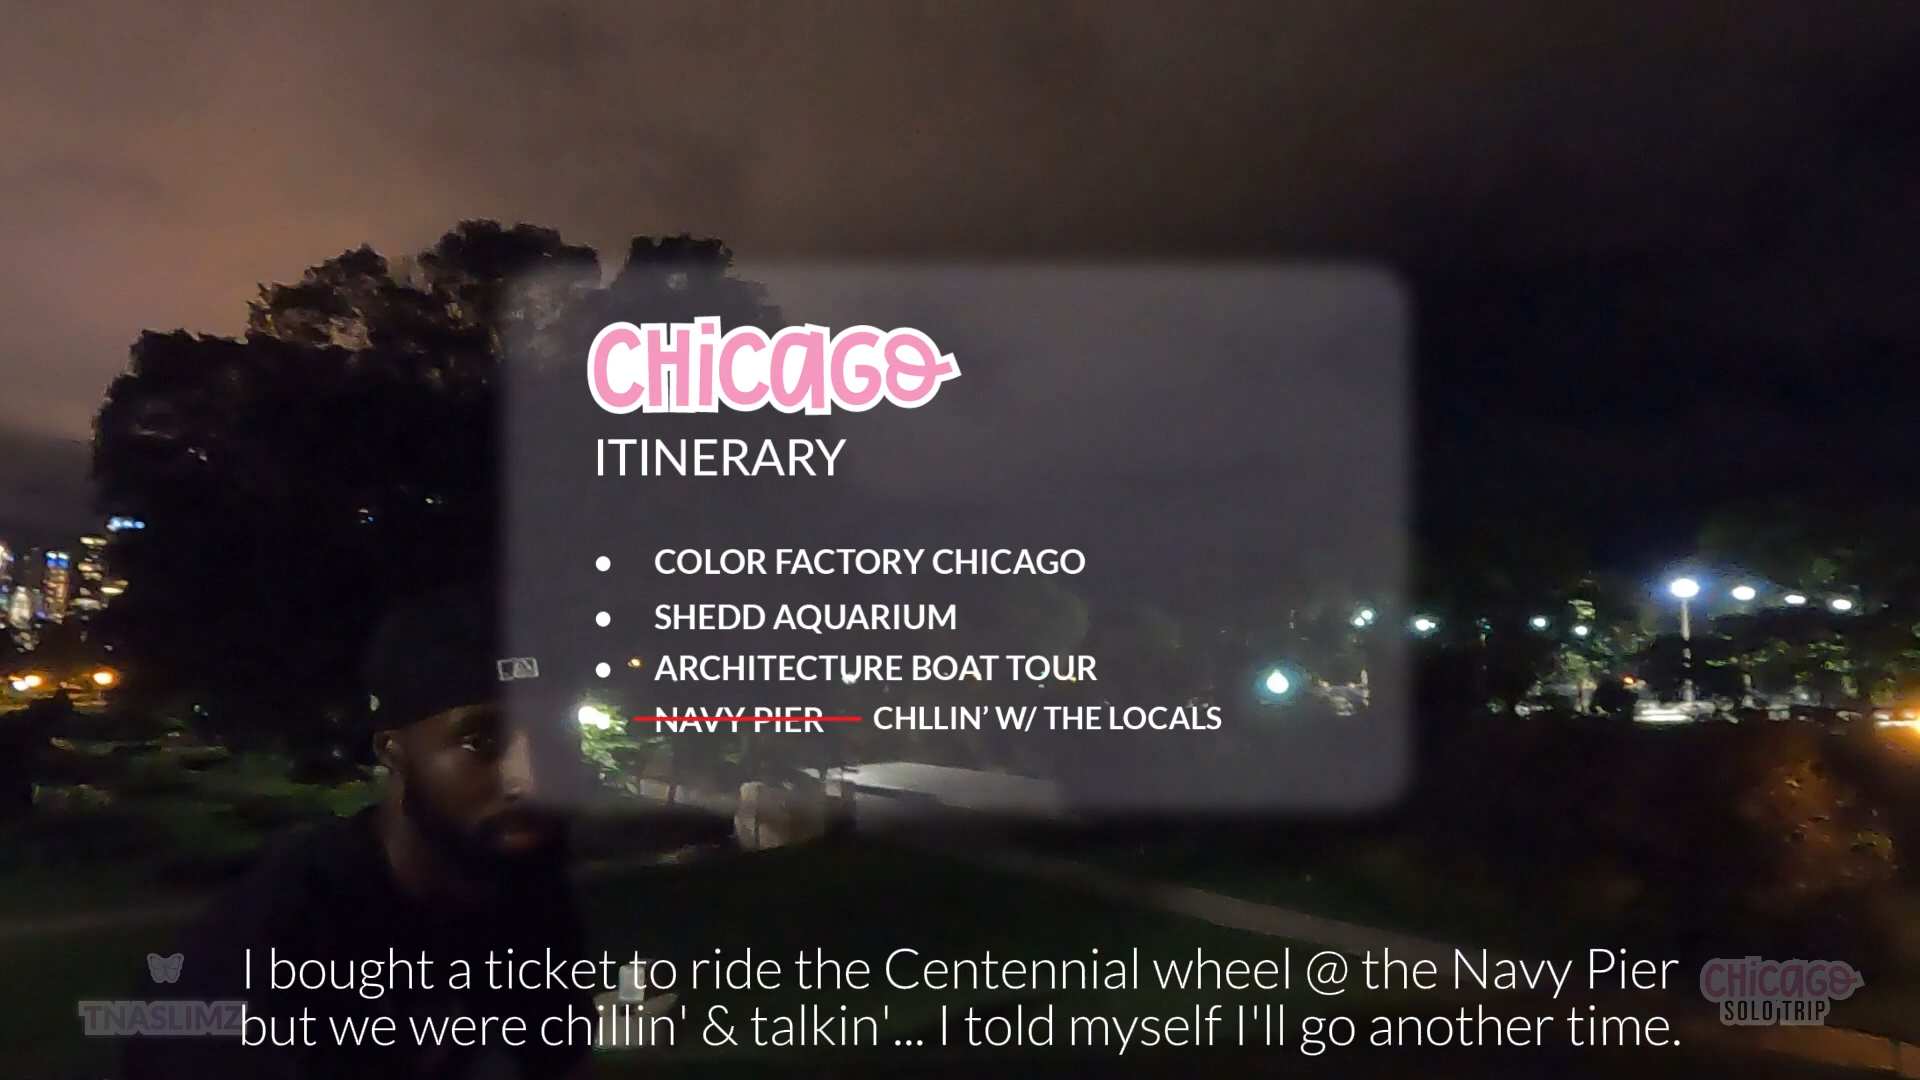 CHicaGo
ITINERARY
● COLOR FACTORY CHICAGO
● SHEDD AQUARIUM
● ARCHITECTURE BOAT TOUR
NAVY PIER CHLLIN' W/ THE LOCALS
I bought a ticket to ride the Centennial wheel @ the Navy Pier
but we were chillin' & talkin'... I told myself I'll go another time.
TNASLIMZ
CHicaGo
SOLO TRIP